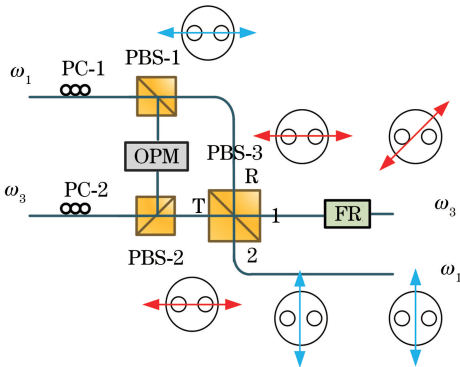 PC-1
PBS-1
ω1
OPM
PBS-3
R
ω3
PC-2
T
1
FR
ω3
PBS-2
2
ω1